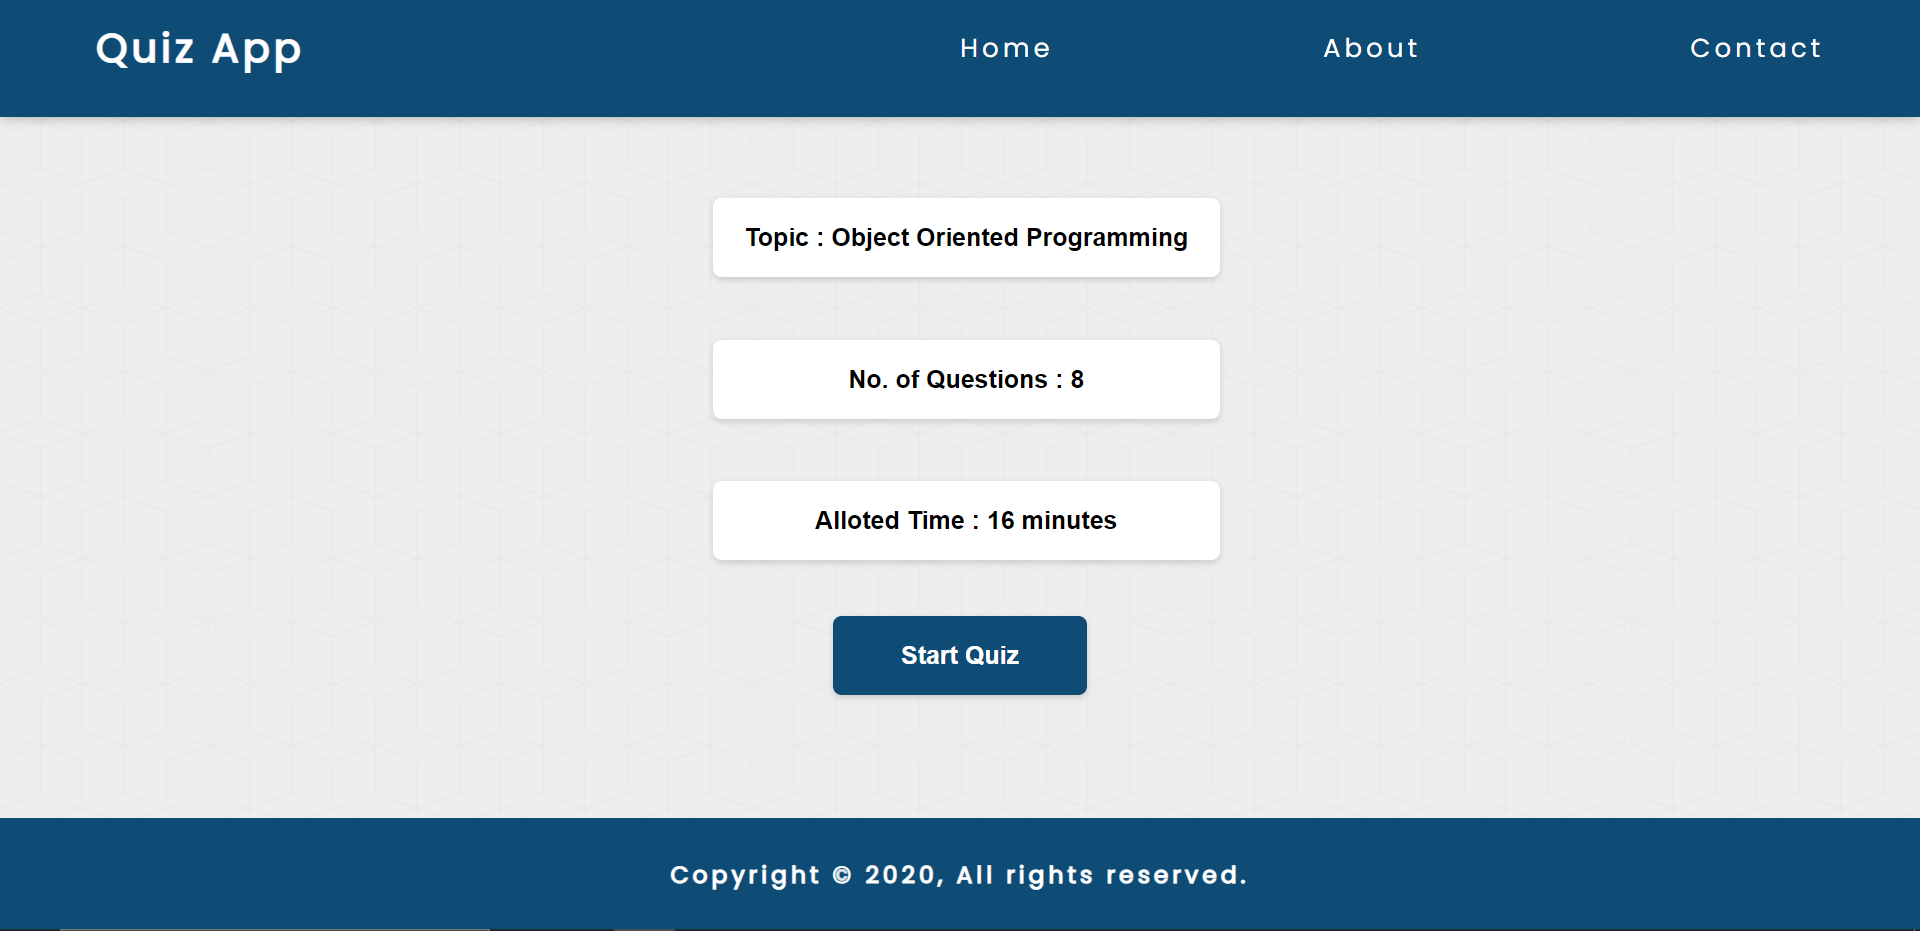 Quiz App Home About Contact
Topic : Object Oriented Programming
No. of Questions : 8
Alloted Time : 16 minutes
Start Quiz
Copyright © 2020, All rights reserved.